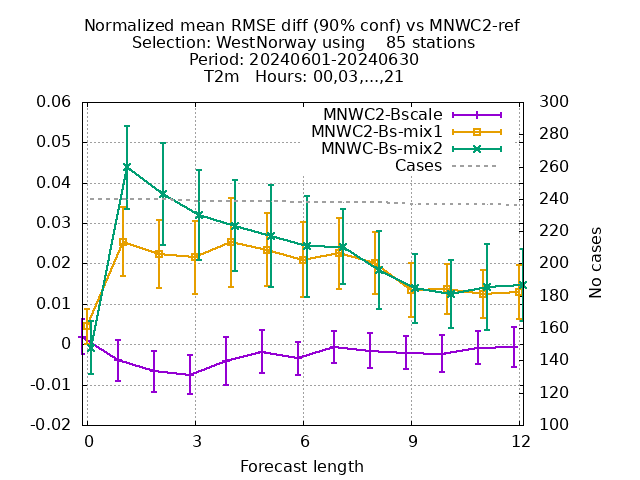 Normalized mean RMSE diff (90% conf) vs MNWC2-ref
Selection: WestNorway using    85 stations
Period: 20240601-20240630
T2m   Hours: 00,03,...,21
MNWC2-Bscale
MNWC2-Bs-mix1
MNWC-Bs-mix2
Cases
0.06
0.05
0.04
0.03
0.02
0.01
0
-0.01
-0.02
300
280
260
240
220
200
180
160
140
120
100
No cases
0 3 6 9 12
Forecast length